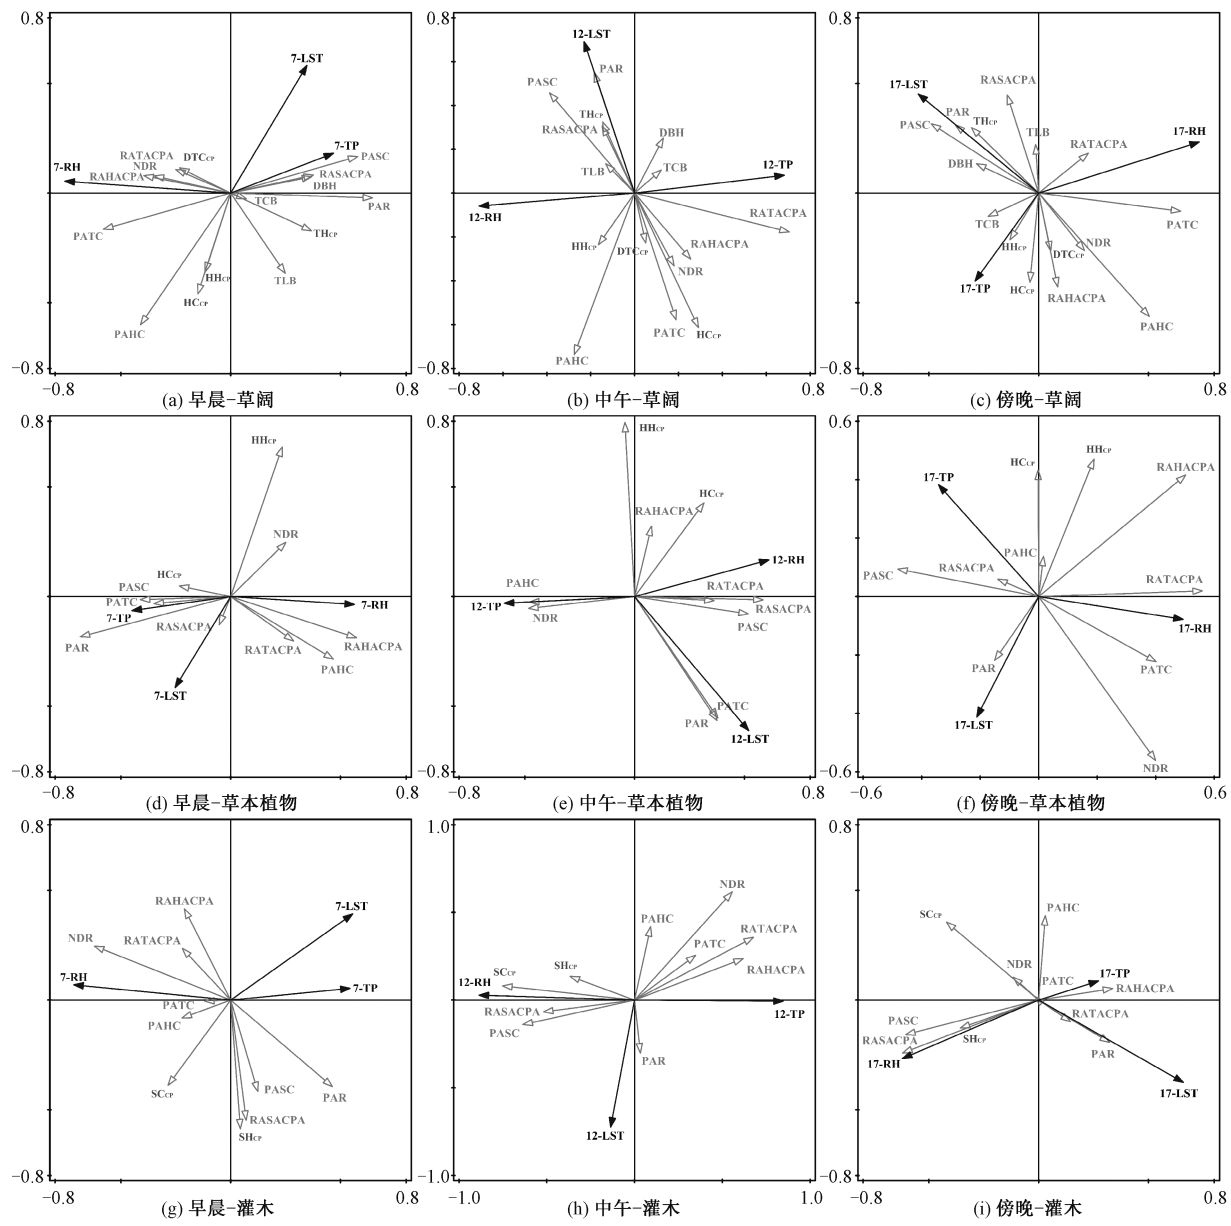 0.8
7-LST
7-TP
RATACPA
DTCCP
PASC
7-RH
NDR
RASACPA
RAHACPA
DBH
TCB
PAR
PATC
THCP
HHCP
TLB
HCCP
PAHC
−0.8
−0.8
0.8
(a) 早晨−草阔
0.8
12-LST
PAR
PASC
THCP
RASACPA
DBH
TLB
TCB
12-TP
12-RH
RATACPA
HHCP
DTCCP
RAHACPA
NDR
PATC
HCCP
PAHC
−0.8
−0.8
0.8
(b) 中午−草阔
0.8
17-LST
RASACPA
PAR
THCP
PASC
TLB
17-RH
RATACPA
DBH
TCB
PATC
HHCP
DTCCP
NDR
17-TP
HCCP
RAHACPA
PAHC
−0.8
−0.8
0.8
(c) 傍晚−草阔
0.8
HHCP
NDR
HCCP
PASC
PATC
7-TP
7-RH
RASACPA
PAR
RATACPA
RAHACPA
PAHC
7-LST
−0.8
−0.8
0.8
(d) 早晨−草本植物
0.8
HHCP
HCCP
RAHACPA
12-RH
PAHC
RATACPA
12-TP
NDR
RASACPA
PASC
PATC
PAR
12-LST
−0.8
−0.8
0.8
(e) 中午−草本植物
0.6
HCCP
HHCP
RAHACPA
17-TP
PAHC
PASC
RASACPA
RATACPA
17-RH
PAR
PATC
17-LST
NDR
−0.6
−0.6
0.6
(f) 傍晚−草本植物
0.8
RAHACPA
7-LST
NDR
RATACPA
7-RH
7-TP
PATC
PAHC
SCCP
PASC
PAR
RASACPA
SHCP
−0.8
−0.8
0.8
(g) 早晨−灌木
1.0
NDR
PAHC
RATACPA
PATC
SHCP
SCCP
RAHACPA
12-RH
RASACPA
12-TP
PASC
PAR
12-LST
−1.0
−1.0
1.0
(h) 中午−灌木
0.8
SCCP
PAHC
NDR
PATC
17-TP
RAHACPA
PASC
RATACPA
RASACPA
SHCP
PAR
17-RH
17-LST
−0.8
−0.8
0.8
(i) 傍晚−灌木